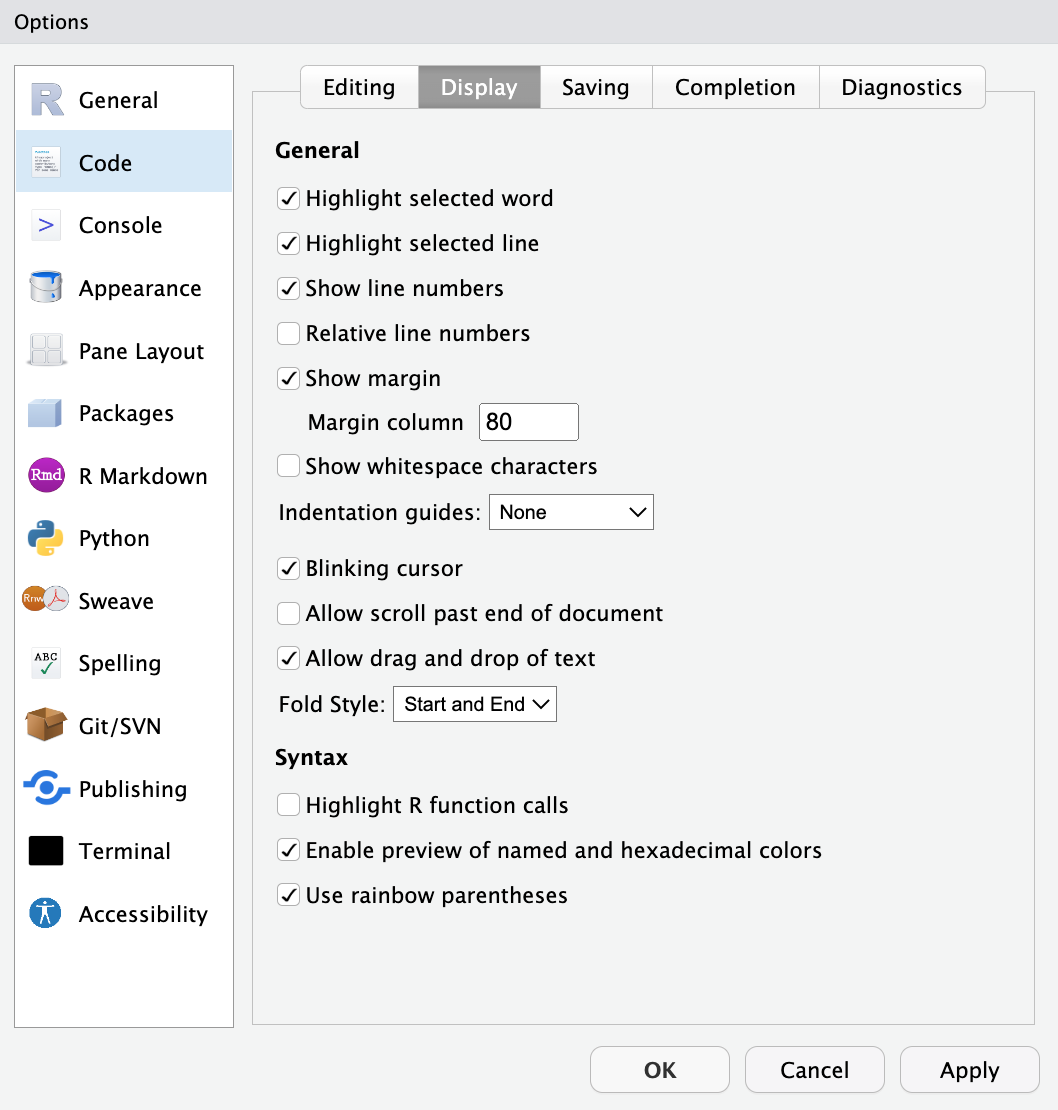 Options
General
Code
Console
Appearance
Pane Layout
Packages
R Markdown
Python
Sweave
Spelling
Git/SVN
Publishing
Terminal
Accessibility
Editing Display Saving Completion Diagnostics
General
Highlight selected word
Highlight selected line
Show line numbers
Relative line numbers
Show margin
Margin column 80
Show whitespace characters
Indentation guides: None
Blinking cursor
Allow scroll past end of document
Allow drag and drop of text
Fold Style: Start and End
Syntax
Highlight R function calls
Enable preview of named and hexadecimal colors
Use rainbow parentheses
OK Cancel Apply
R
>
Rmd
Rnw
ABC